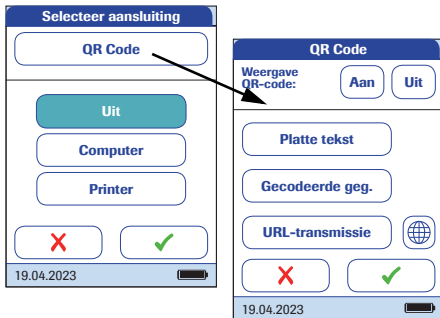 Selecteer aansluiting
QR Code
Uit
Computer
Printer
19.04.2023
QR Code
Weergave
QR-code:
Aan
Uit
Platte tekst
Gecodeerde geg.
URL-transmissie
19.04.2023